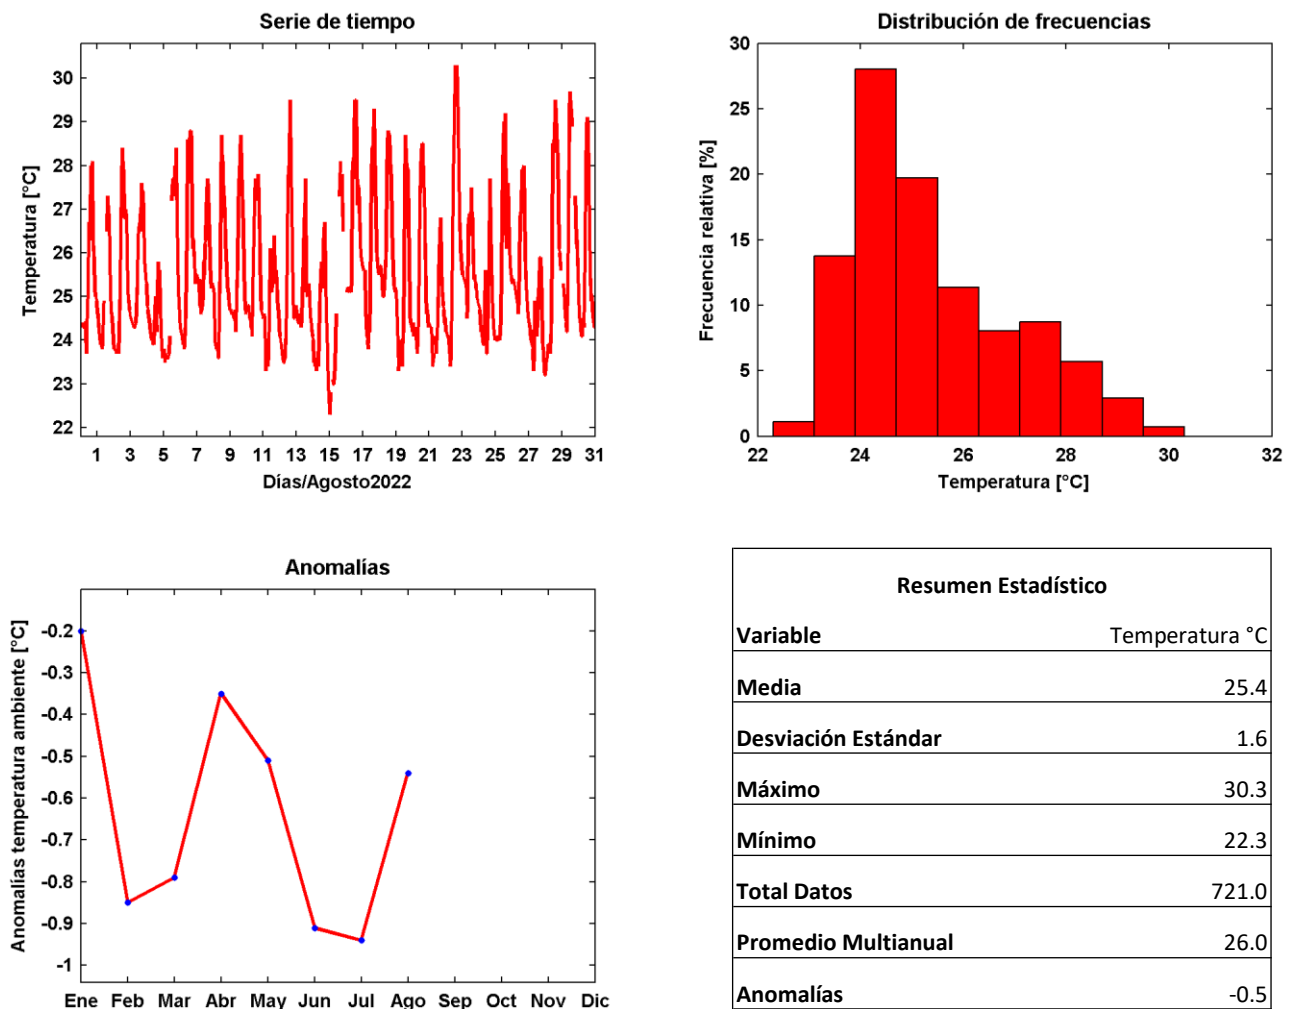 Serie de tiempo
30
29
28
27
26
25
24
23
22
Temperatura [°C]
1 3 5 7 9 11 13 15 17 19 21 23 25 27 29 31
Días/Agosto2022
Distribución de frecuencias
30
25
20
15
10
5
0
Frecuencia relativa [%]
22 24 26 28 30 32
Temperatura [°C]
Anomalías
-0.2
-0.3
-0.4
-0.5
-0.6
-0.7
-0.8
-0.9
-1
Anomalías temperatura ambiente [°C]
Ene Feb Mar Abr May Jun Jul Ago Sep Oct Nov Dic
Resumen Estadístico
Variable Temperatura °C
Media 25.4
Desviación Estándar 1.6
Máximo 30.3
Mínimo 22.3
Total Datos 721.0
Promedio Multianual 26.0
Anomalías -0.5